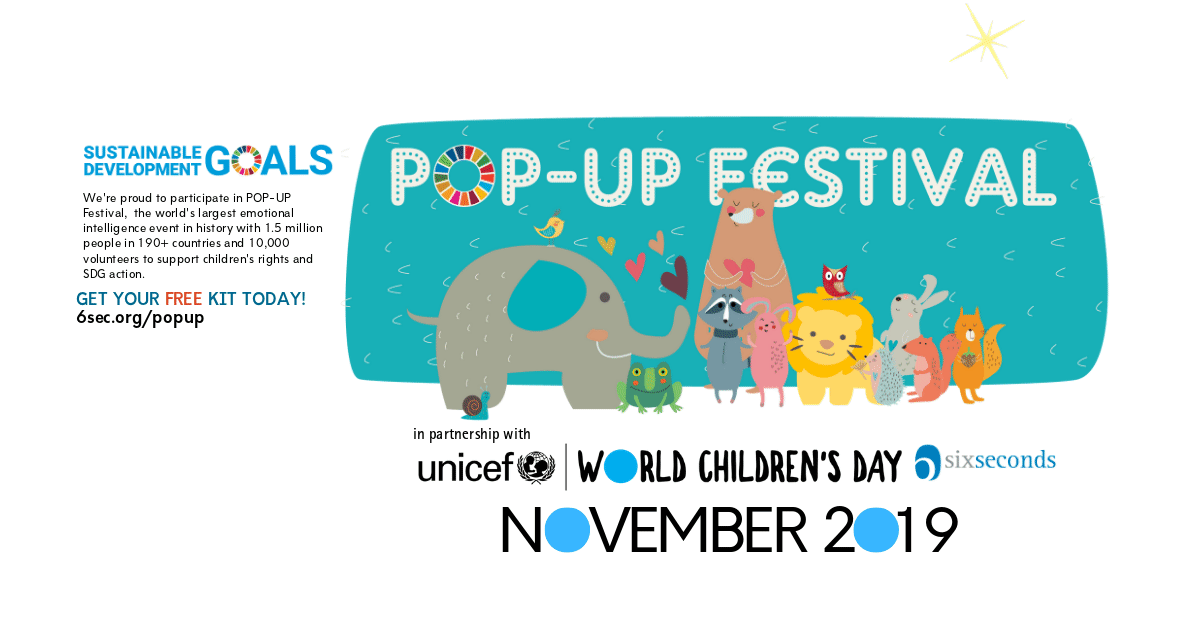 SUSTAINABLE
DEVELOPMENT GOALS
We're proud to participate in POP-UP
Festival, the world's largest emotional
intelligence event in history with 1.5 million
people in 190+ countries and 10,000
volunteers to support children's rights and
SDG action.
GET YOUR FREE KIT TODAY!
6sec.org/popup
POP-UP FESTIVAL
in partnership with
unicef WORLD CHILDREN'S DAY sixseconds
NOVEMBER 2019